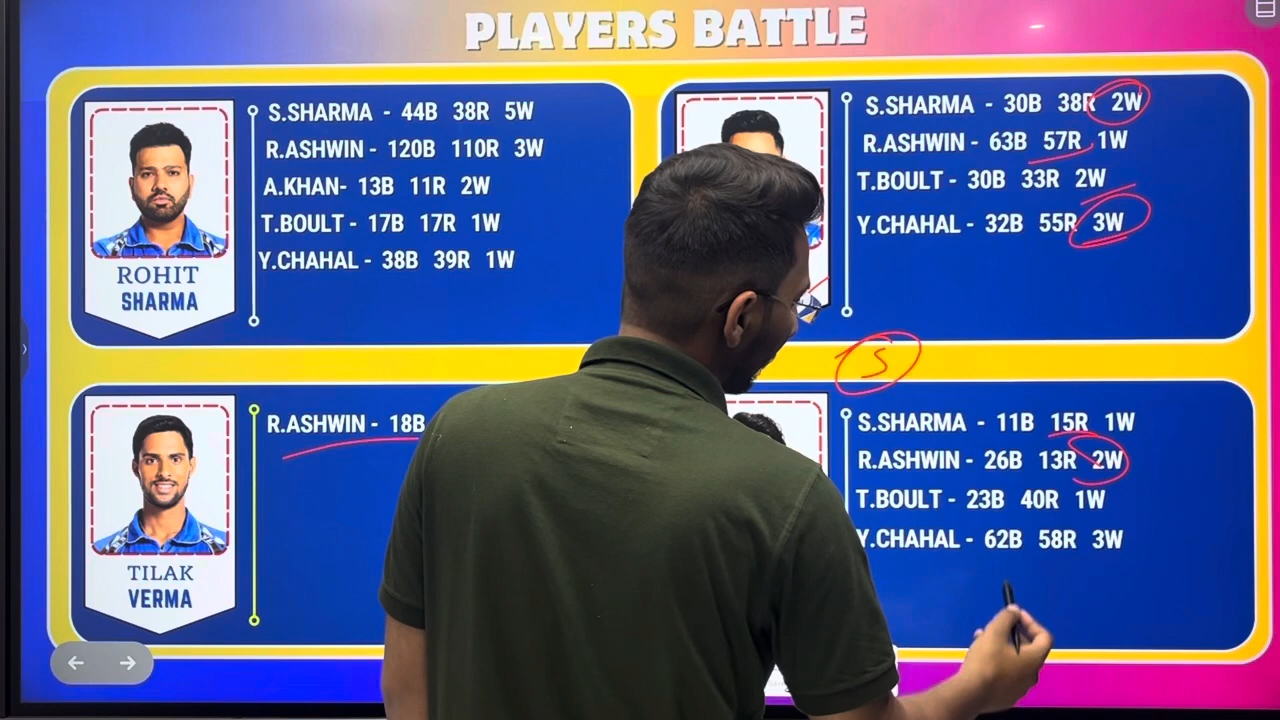 PLAYERS BATTLE
S.SHARMA - 44B 38R 5W
R.ASHWIN - 120B 110R 3W
A.KHAN- 13B 11R 2W
T.BOULT - 17B 17R 1W
Y.CHAHAL - 38B 39R 1W
ROHIT
SHARMA
S.SHARMA - 30B 38R 2W
R.ASHWIN - 63B 57R 1W
T.BOULT - 30B 33R 2W
Y.CHAHAL - 32B 55R 3W
R.ASHWIN - 18B
TILAK
VERMA
S.SHARMA - 11B 15R 1W
R.ASHWIN - 26B 13R 2W
T.BOULT - 23B 40R 1W
Y.CHAHAL - 62B 58R 3W